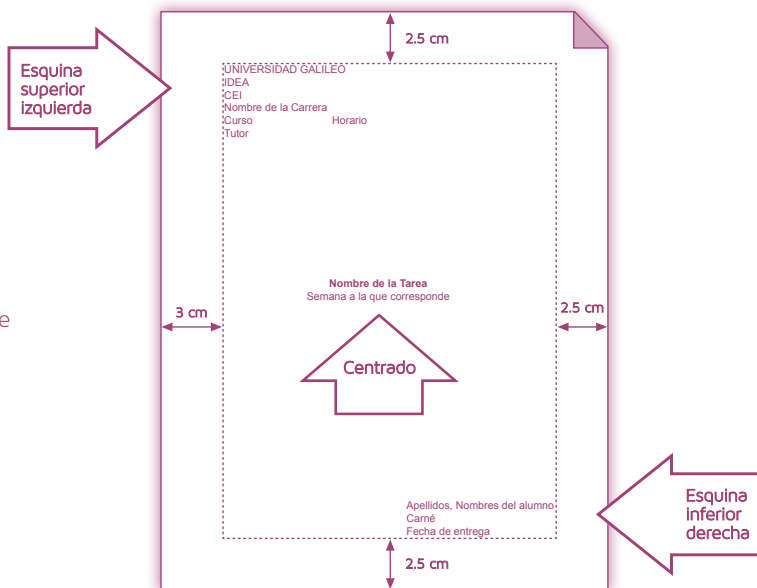 2.5 cm
Esquina
superior
izquierda
UNIVERSIDAD GALILEO
IDEA
CEI
Nombre de la Carrera
Curso Horario
Tutor
Nombre de la Tarea
Semana a la que corresponde
e
3 cm
2.5 cm
Centrado
Apellidos, Nombres del alumno
Carné
Fecha de entrega
Esquina
inferior
derecha
2.5 cm